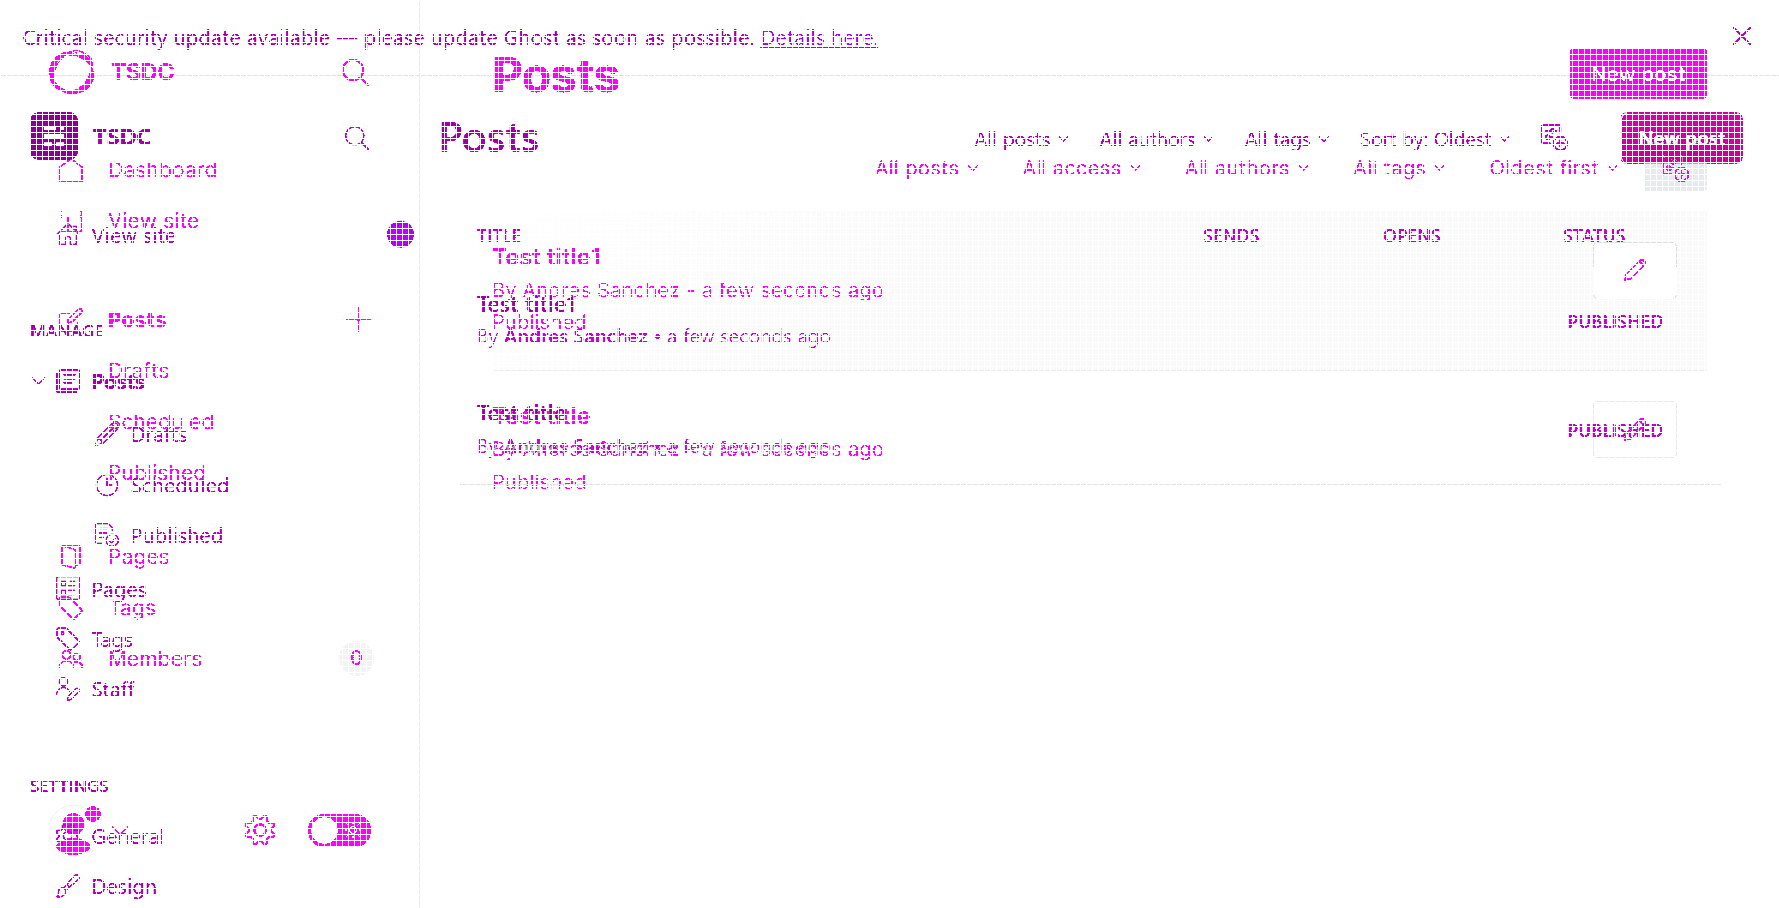 Critical security update available — please update Ghost as soon as possible. Details here.
TSDC
Posts
New post
TSDC
Posts
All posts
All authors
All tags
Sort by: Oldest
New post
Dashboard
All posts
All access
All authors
All tags
Oldest first
View site
View site
TITLE
SENDS
OPENS
STATUS
Test title1
By Andres Sanchez - a few seconds ago
Test title1
Published
PUBLISHED
By Andres Sanchez • a few seconds ago
Posts
MANAGE
Drafts
Posts
Test title
Test title
PUBLISHED
Scheduled
Drafts
By Andres Sanchez • a few seconds ago
By Andres Sanchez - a few seconds ago
Published
Scheduled
Published
Published
Pages
Pages
Tags
Tags
Members
0
Staff
SETTINGS
General
Design